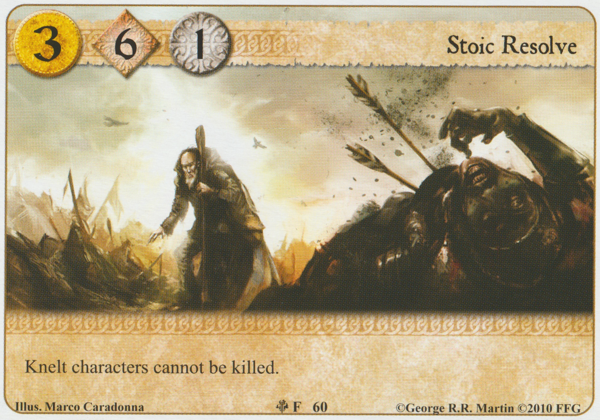 3 6 1 Stoic Resolve
Knelt characters cannot be killed.
Illus. Marco Caradonna F 60 ©George R.R. Martin ©2010 FFG